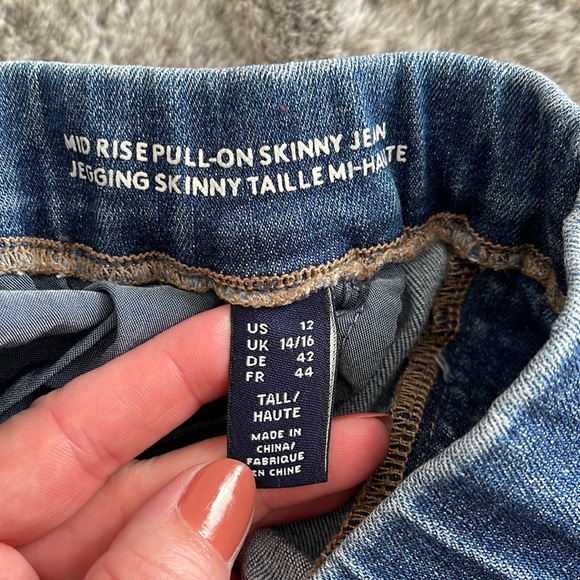 MID RISE PULL-ON SKINNY JEAN
JEGGING SKINNY TAILLE MI-HAUTE
US 12
UK 14/16
DE 42
FR 44
TALL/
HAUTE
MADE IN
CHINA/
FABRIQUE
EN CHINE